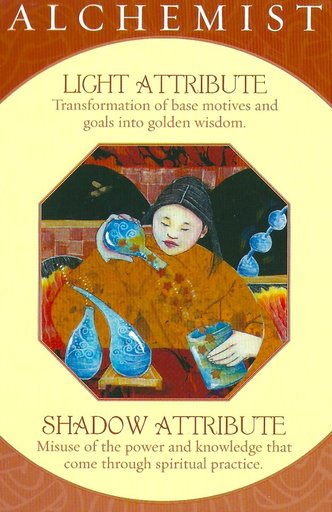 ALCHEMIST
LIGHT ATTRIBUTE
Transformation of base motives and
goals into golden wisdom.
SHADOW ATTRIBUTE
Misuse of the power and knowledge that
come through spiritual practice.